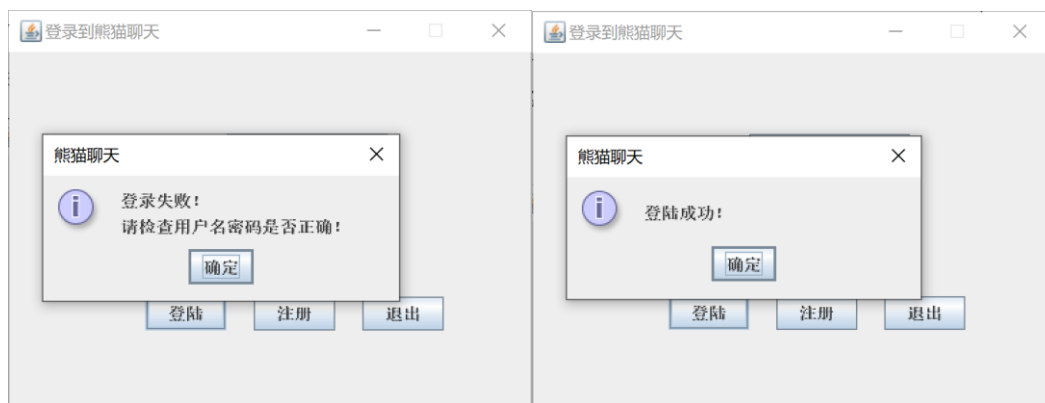 登录到熊猫聊天
熊猫聊天
登录失败!
请检查用户名密码是否正确!
确定
登陆
注册
退出
登录到熊猫聊天
熊猫聊天
登陆成功!
确定
登陆
注册
退出